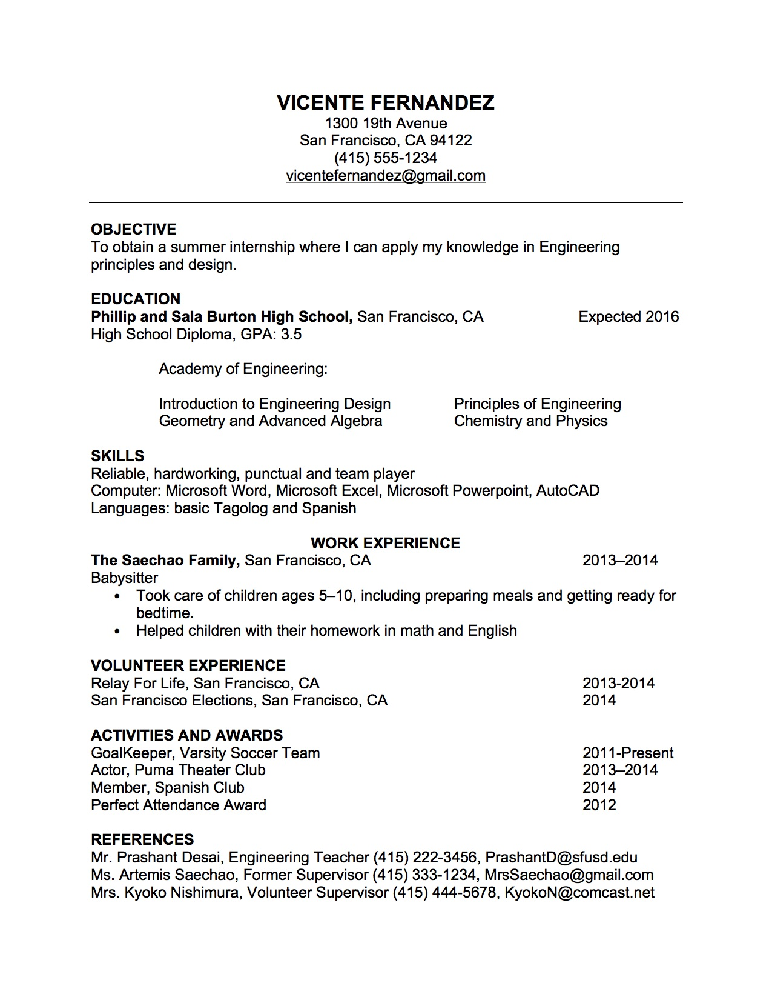 VICENTE FERNANDEZ
1300 19th Avenue
San Francisco, CA 94122
(415) 555-1234
vicentefernandez@gmail.com
OBJECTIVE
To obtain a summer internship where I can apply my knowledge in Engineering
principles and design.
EDUCATION
Phillip and Sala Burton High School, San Francisco, CA Expected 2016
High School Diploma, GPA: 3.5
Academy of Engineering:
Introduction to Engineering Design Principles of Engineering
Geometry and Advanced Algebra Chemistry and Physics
SKILLS
Reliable, hardworking, punctual and team player
Computer: Microsoft Word, Microsoft Excel, Microsoft Powerpoint, AutoCAD
Languages: basic Tagolog and Spanish
WORK EXPERIENCE
The Saechao Family, San Francisco, CA 2013–2014
Babysitter
• Took care of children ages 5–10, including preparing meals and getting ready for
bedtime.
• Helped children with their homework in math and English
VOLUNTEER EXPERIENCE
Relay For Life, San Francisco, CA 2013-2014
San Francisco Elections, San Francisco, CA 2014
ACTIVITIES AND AWARDS
GoalKeeper, Varsity Soccer Team 2011-Present
Actor, Puma Theater Club 2013–2014
Member, Spanish Club 2014
Perfect Attendance Award 2012
REFERENCES
Mr. Prashant Desai, Engineering Teacher (415) 222-3456, PrashantD@sfusd.edu
Ms. Artemis Saechao, Former Supervisor (415) 333-1234, MrsSaechao@gmail.com
Mrs. Kyoko Nishimura, Volunteer Supervisor (415) 444-5678, KyokoN@comcast.net